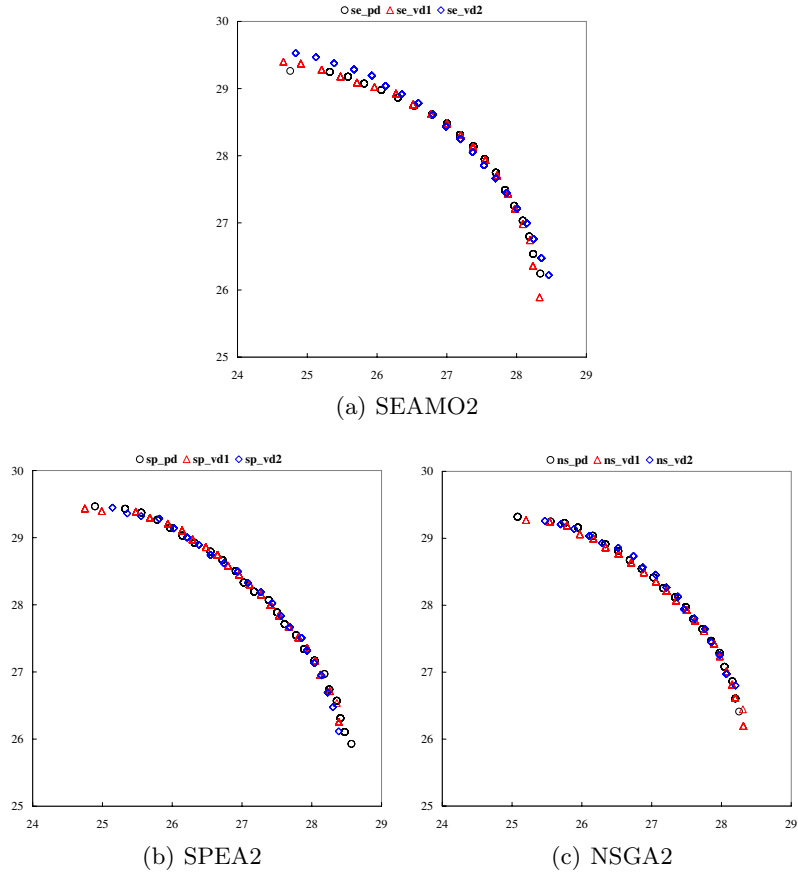 se_pd se_vd1 se_vd2
30
29
28
27
26
25
24 25 26 27 28 29
(a) SEAMO2
sp_pd sp_vd1 sp_vd2
30
29
28
27
26
25
24 25 26 27 28 29
(b) SPEA2
ns_pd ns_vd1 ns_vd2
30
29
28
27
26
25
24 25 26 27 28 29
(c) NSGA2